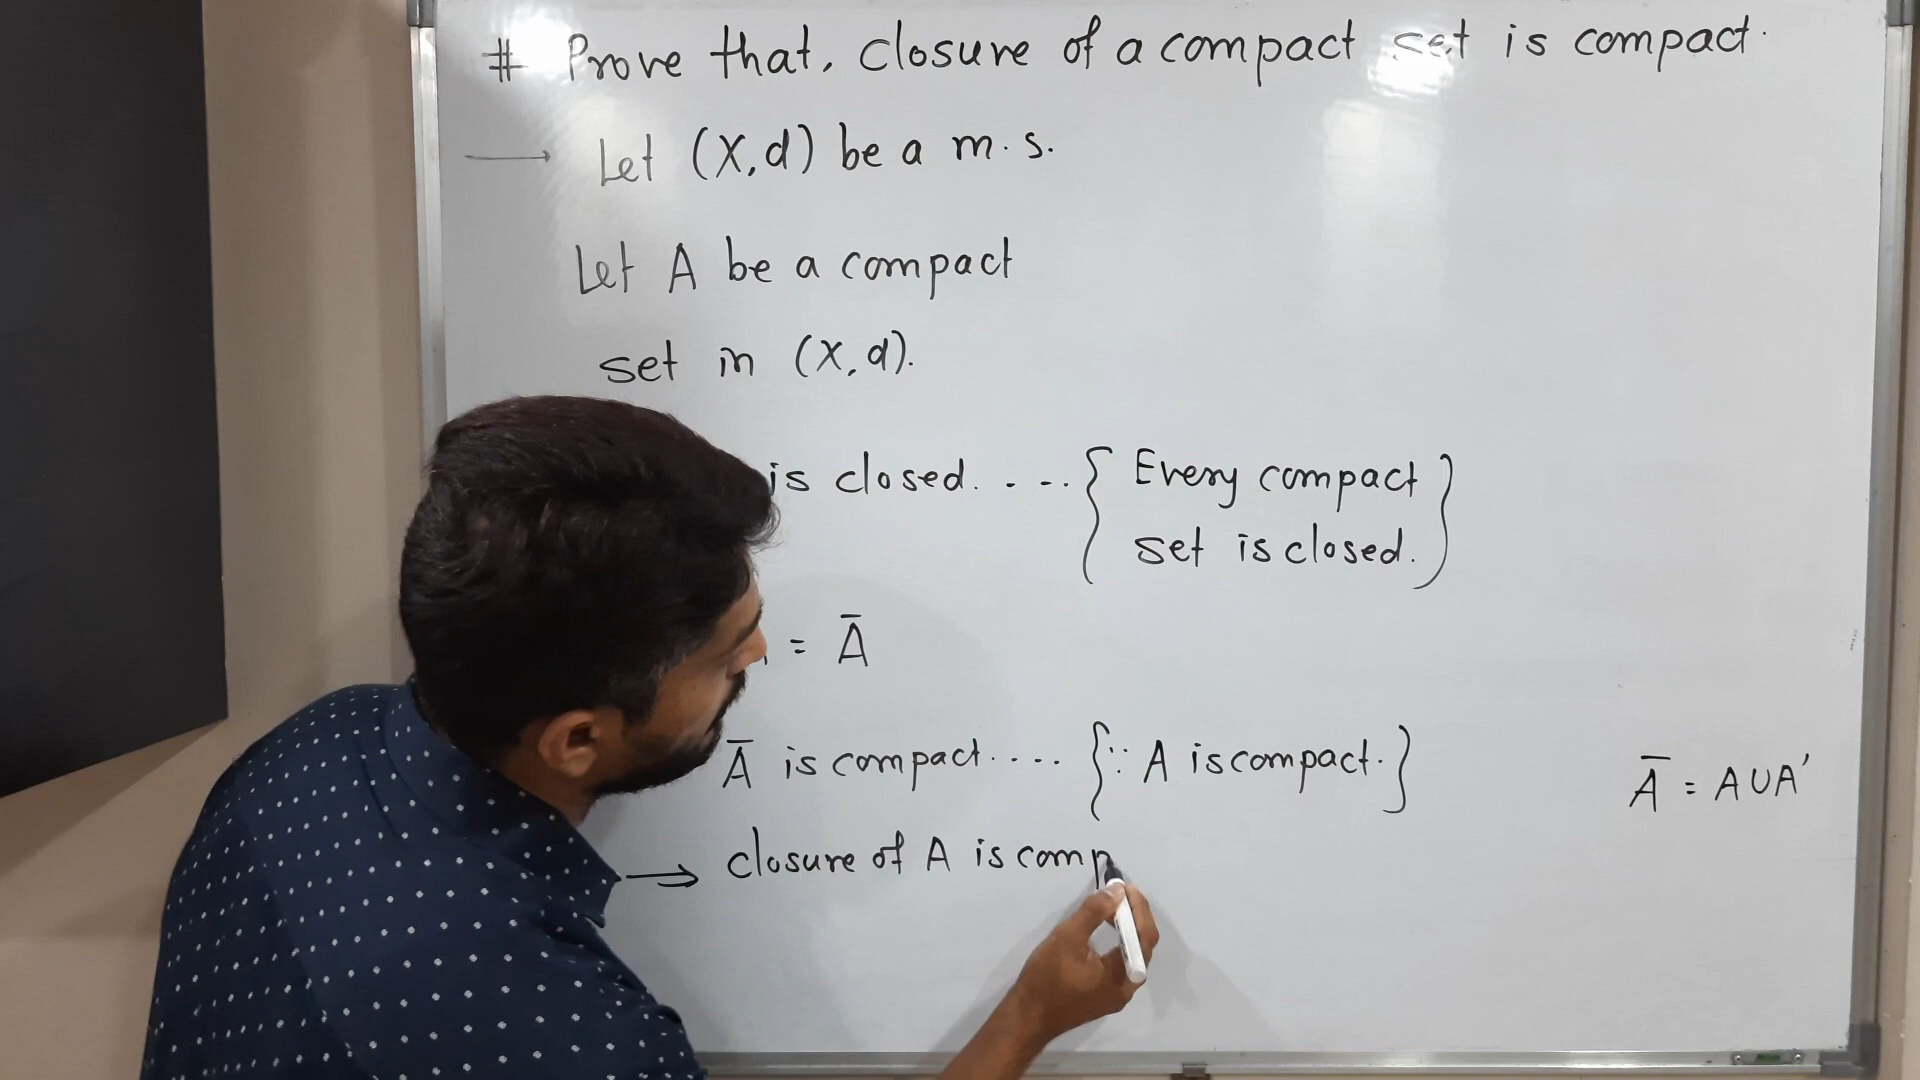 # Prove that, closure of a compact set is compact.
→ Let (X,d) be a m.s.
Let A be a compact
set in (X,d).
is closed. ---- { Every compact
set is closed. }
= Ā
Ā is compact..... {∵ A is compact.}
Ā = A∪A'
⟹ closure of A is comp